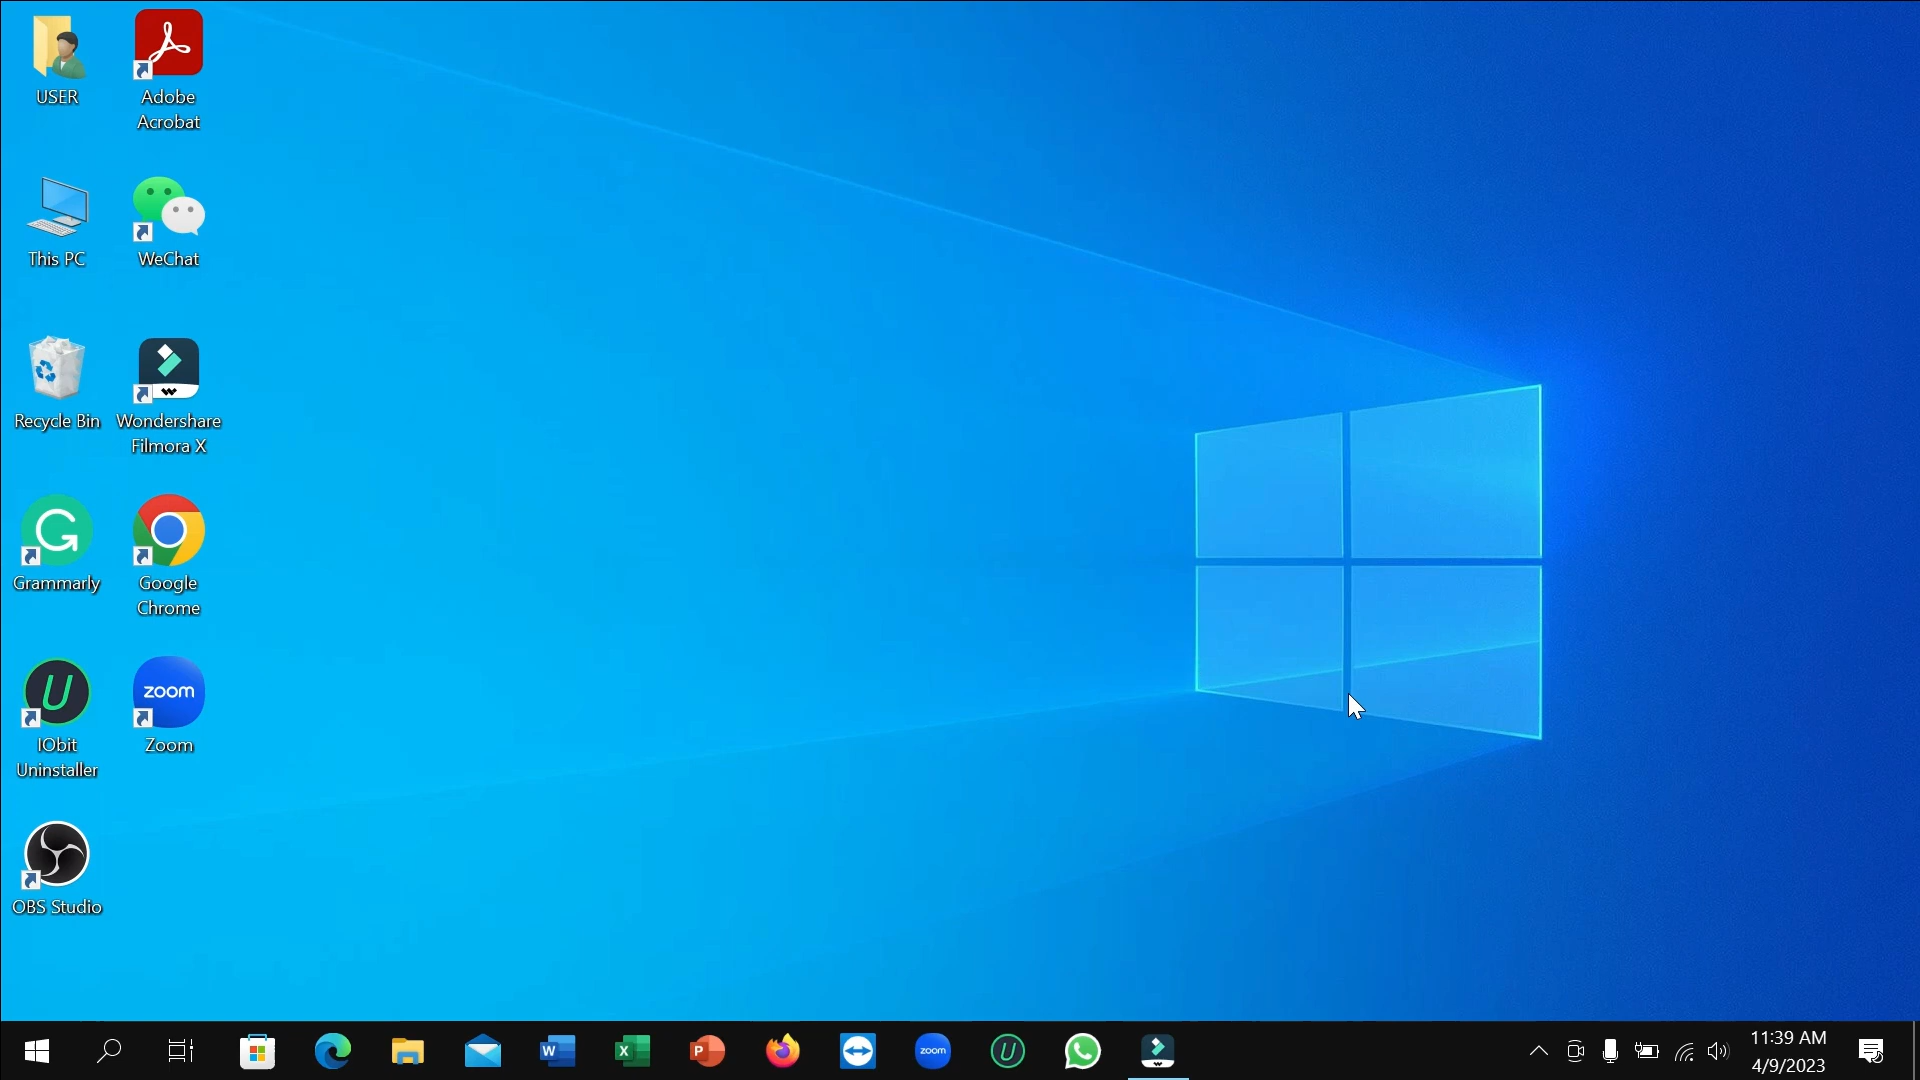 USER
Adobe
Acrobat
This PC
WeChat
Recycle Bin
Wondershare
Filmora X
Grammarly
Google
Chrome
zoom
IObit
Uninstaller
Zoom
OBS Studio
W
X
P
zoom
11:39 AM
4/9/2023